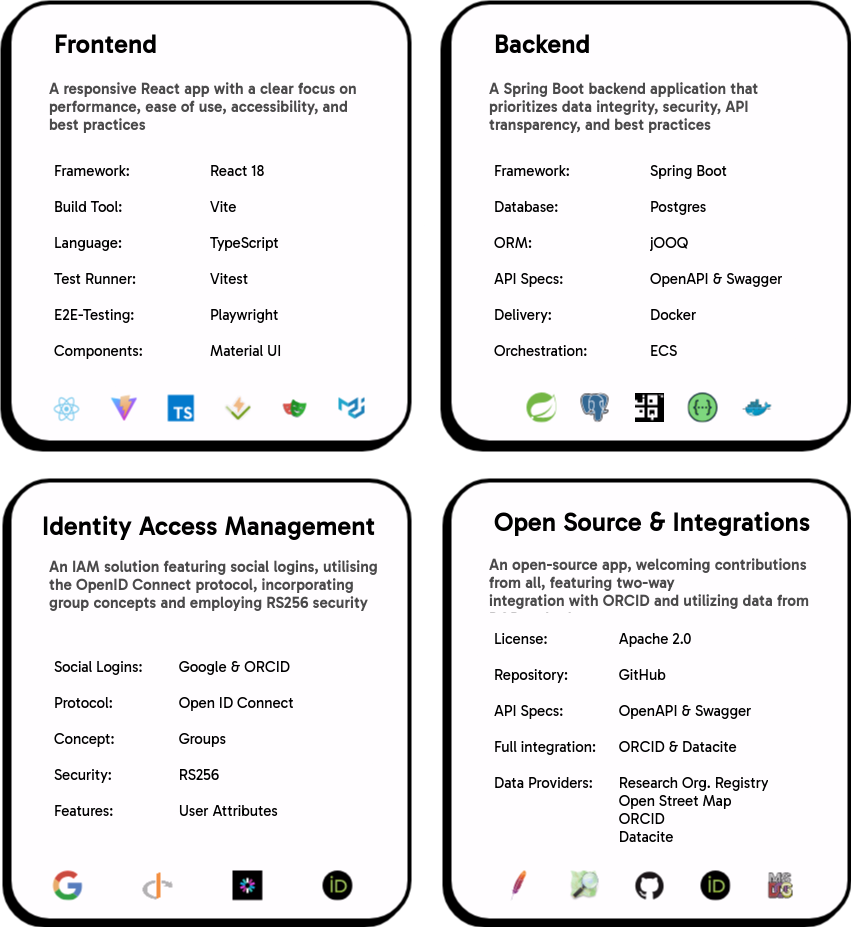 Frontend
A responsive React app with a clear focus on
performance, ease of use, accessibility, and
best practices
Framework: React 18
Build Tool: Vite
Language: TypeScript
Test Runner: Vitest
E2E-Testing: Playwright
Components: Material UI
TS
Backend
A Spring Boot backend application that
prioritizes data integrity, security, API
transparency, and best practices
Framework: Spring Boot
Database: Postgres
ORM: jOOQ
API Specs: OpenAPI & Swagger
Delivery: Docker
Orchestration: ECS
{··}
Identity Access Management
An IAM solution featuring social logins, utilising
the OpenID Connect protocol, incorporating
group concepts and employing RS256 security
Social Logins: Google & ORCID
Protocol: Open ID Connect
Concept: Groups
Security: RS256
Features: User Attributes
G
iD
Open Source & Integrations
An open-source app, welcoming contributions
from all, featuring two-way
integration with ORCID and utilizing data from
License: Apache 2.0
Repository: GitHub
API Specs: OpenAPI & Swagger
Full integration: ORCID & Datacite
Data Providers: Research Org. Registry
Open Street Map
ORCID
Datacite
iD